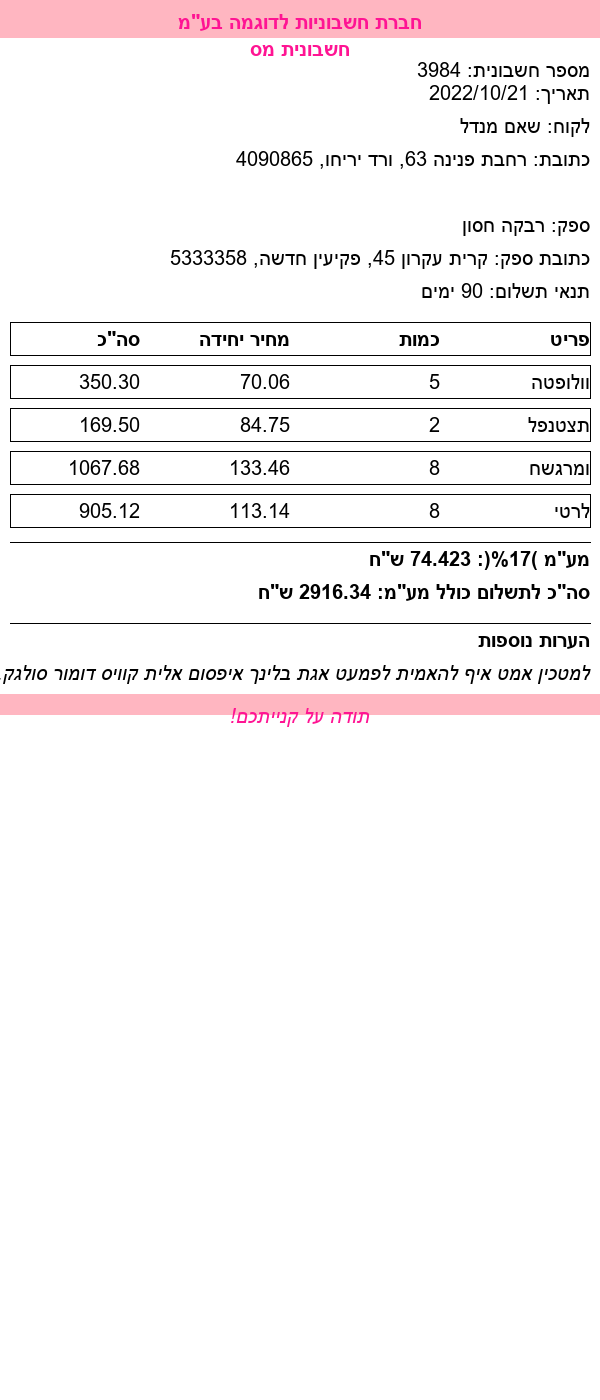 חברת חשבוניות לדוגמה בע"מ
חשבונית מס
מספר חשבונית: 3984
תאריך: 2022/10/21
לקוח: שאם מנדל
כתובת: רחבת פנינה 63, ורד יריחו, 4090865
ספק: רבקה חסון
כתובת ספק: קרית עקרון 45, פקיעין חדשה, 5333358
תנאי תשלום: 90 ימים
פריט כמות מחיר יחידה סה"כ
וולופטה 5 70.06 350.30
תצטנפל 2 84.75 169.50
ומרגשח 8 133.46 1067.68
לרטי 8 113.14 905.12
מע"מ )17%(: 74.423 ש"ח
סה"כ לתשלום כולל מע"מ: 2916.34 ש"ח
הערות נוספות
למטכין אמט איף להאמית לפמעט אגת בלינך איפסום אלית קוויס דומור סולגק.
תודה על קנייתכם!